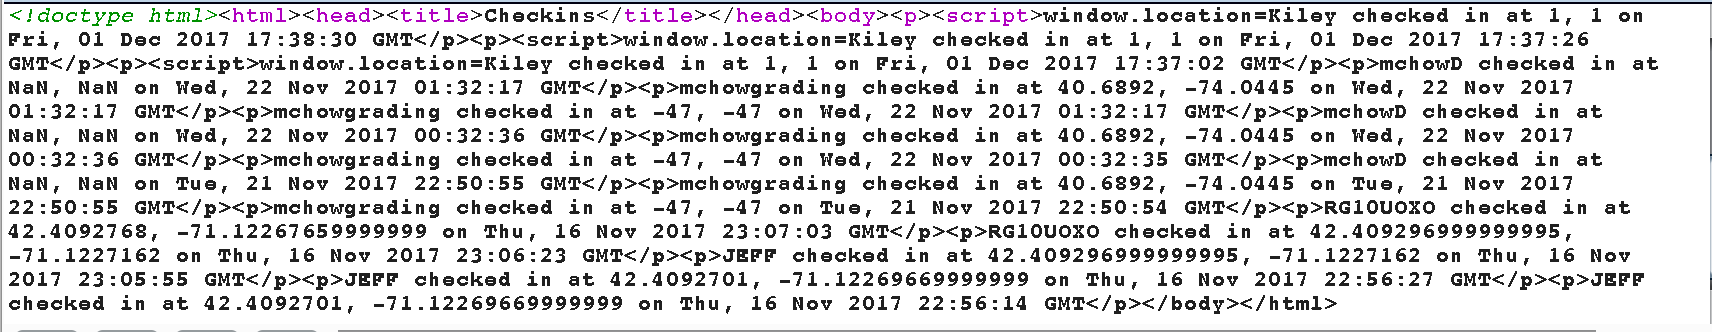 <!doctype html><html><head><title>Checkins</title></head><body><p><script>window.location=Kiley checked in at 1, 1 on
Fri, 01 Dec 2017 17:38:30 GMT</p><p><script>window.location=Kiley checked in at 1, 1 on Fri, 01 Dec 2017 17:37:26
GMT</p><p><script>window.location=Kiley checked in at 1, 1 on Fri, 01 Dec 2017 17:37:02 GMT</p><p>mchowD checked in at
NaN, NaN on Wed, 22 Nov 2017 01:32:17 GMT</p><p>mchowgrading checked in at 40.6892, -74.0445 on Wed, 22 Nov 2017
01:32:17 GMT</p><p>mchowgrading checked in at -47, -47 on Wed, 22 Nov 2017 01:32:17 GMT</p><p>mchowD checked in at
NaN, NaN on Wed, 22 Nov 2017 00:32:36 GMT</p><p>mchowgrading checked in at 40.6892, -74.0445 on Wed, 22 Nov 2017
00:32:36 GMT</p><p>mchowgrading checked in at -47, -47 on Wed, 22 Nov 2017 00:32:35 GMT</p><p>mchowD checked in at
NaN, NaN on Tue, 21 Nov 2017 22:50:55 GMT</p><p>mchowgrading checked in at 40.6892, -74.0445 on Tue, 21 Nov 2017
22:50:55 GMT</p><p>mchowgrading checked in at -47, -47 on Tue, 21 Nov 2017 22:50:54 GMT</p><p>RG10UOXO checked in at
42.4092768, -71.12267659999999 on Thu, 16 Nov 2017 23:07:03 GMT</p><p>RG10UOXO checked in at 42.409296999999995,
-71.1227162 on Thu, 16 Nov 2017 23:06:23 GMT</p><p>JEFF checked in at 42.409296999999995, -71.1227162 on Thu, 16 Nov
2017 23:05:55 GMT</p><p>JEFF checked in at 42.4092701, -71.12269669999999 on Thu, 16 Nov 2017 22:56:27 GMT</p><p>JEFF
checked in at 42.4092701, -71.12269669999999 on Thu, 16 Nov 2017 22:56:14 GMT</p></body></html>